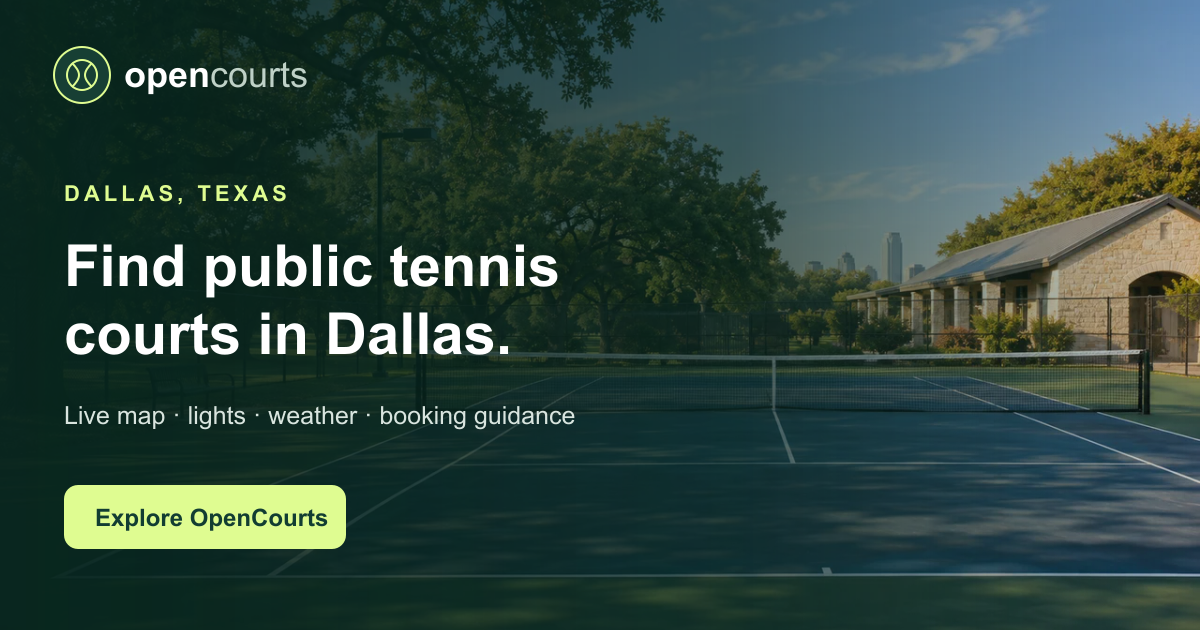 opencourts
DALLAS, TEXAS
Find public tennis
courts in Dallas.
Live map · lights · weather · booking guidance
Explore OpenCourts